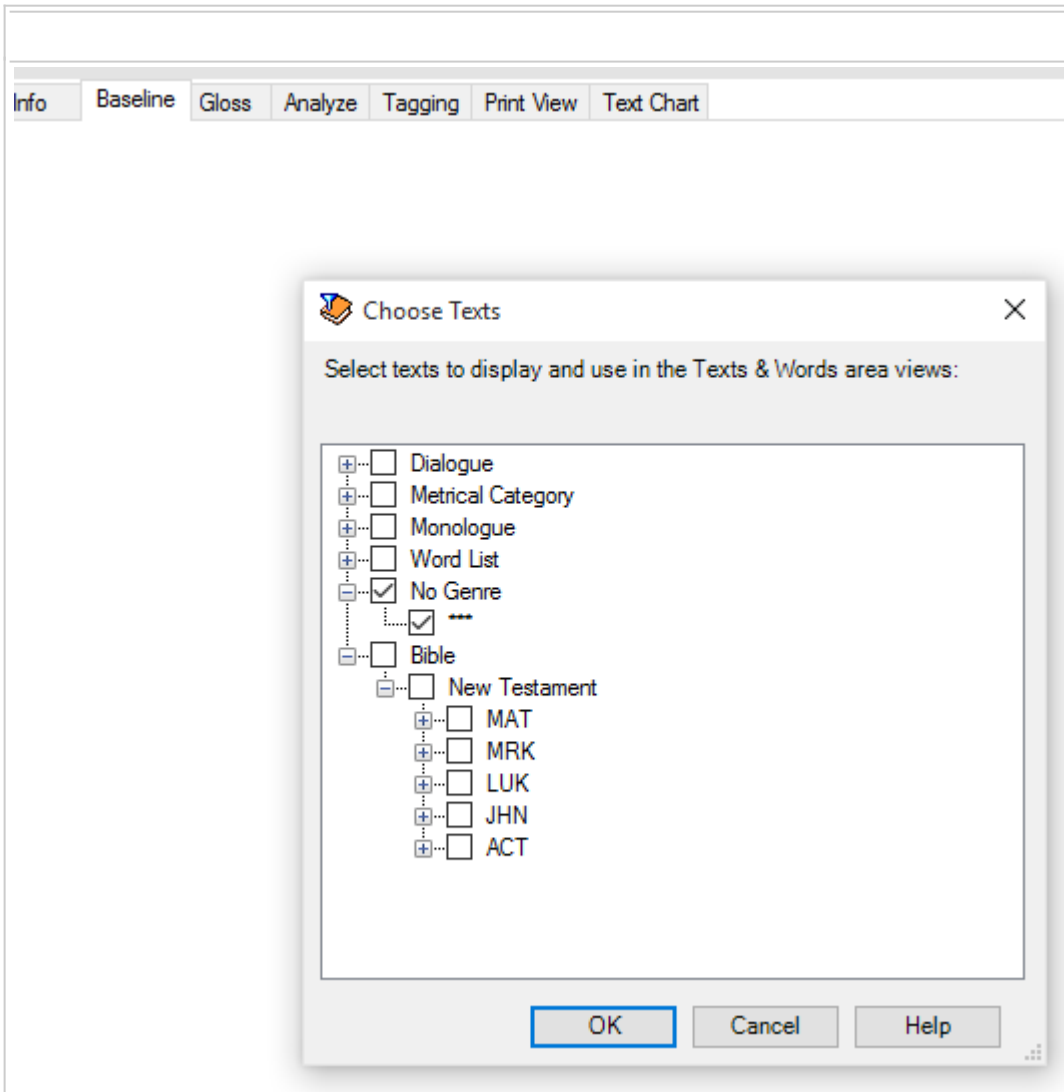 Info Baseline Gloss Analyze Tagging Print View Text Chart
Choose Texts
Select texts to display and use in the Texts & Words area views:
Dialogue
Metrical Category
Monologue
Word List
No Genre
***
Bible
New Testament
MAT
MRK
LUK
JHN
ACT
OK Cancel Help